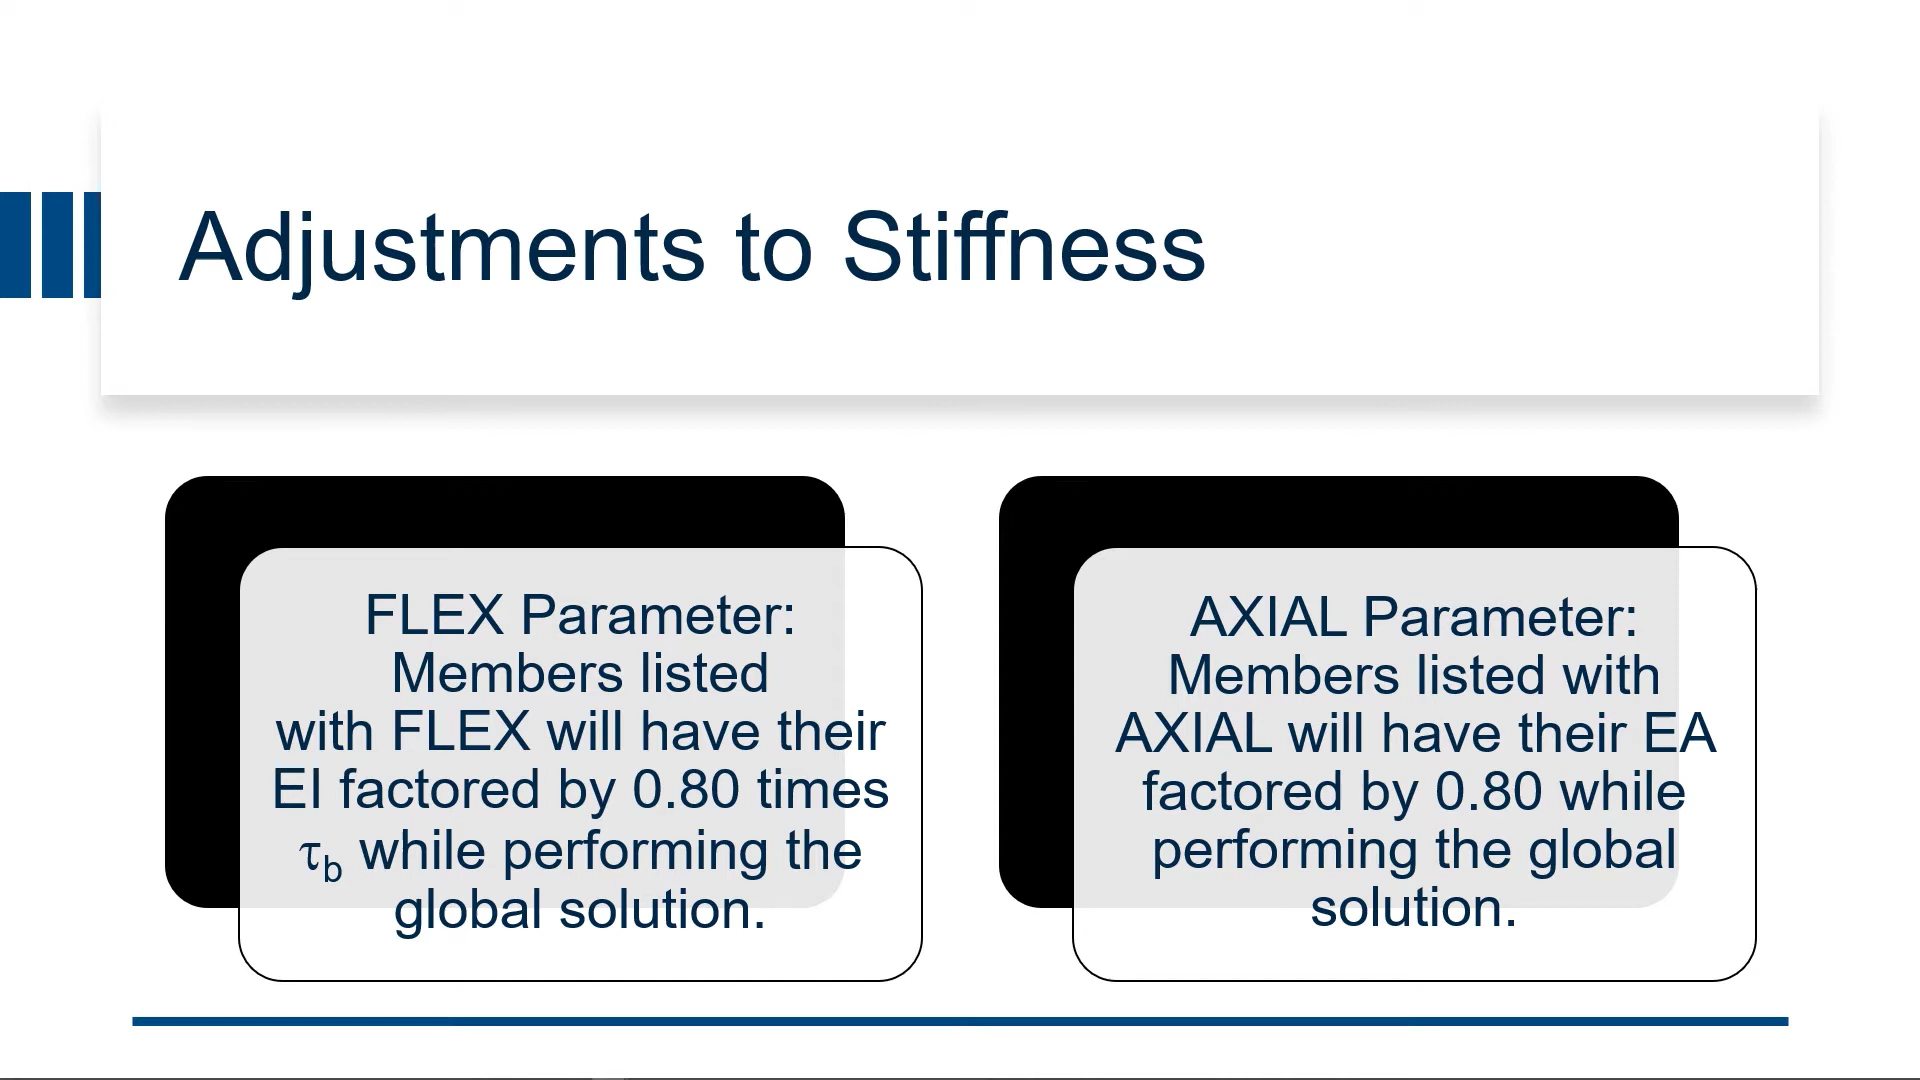 Adjustments to Stiffness
FLEX Parameter:
Members listed
with FLEX will have their
EI factored by 0.80 times
τb while performing the
global solution.
AXIAL Parameter:
Members listed with
AXIAL will have their EA
factored by 0.80 while
performing the global
solution.